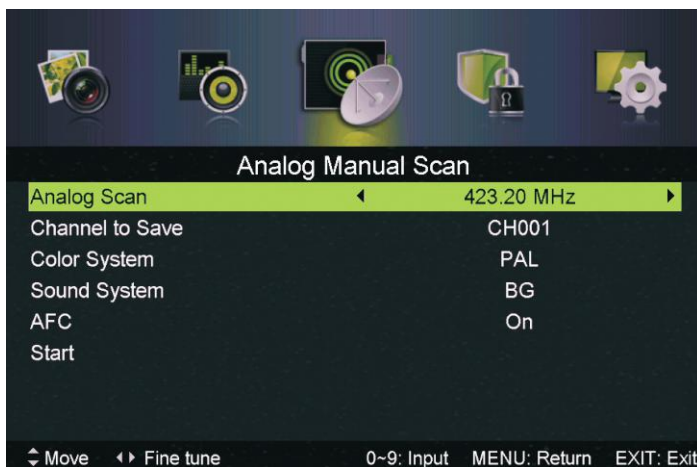 Analog Manual Scan
Analog Scan 423.20 MHz
Channel to Save CH001
Color System PAL
Sound System BG
AFC On
Start
Move Fine tune 0~9: Input MENU: Return EXIT: Exit